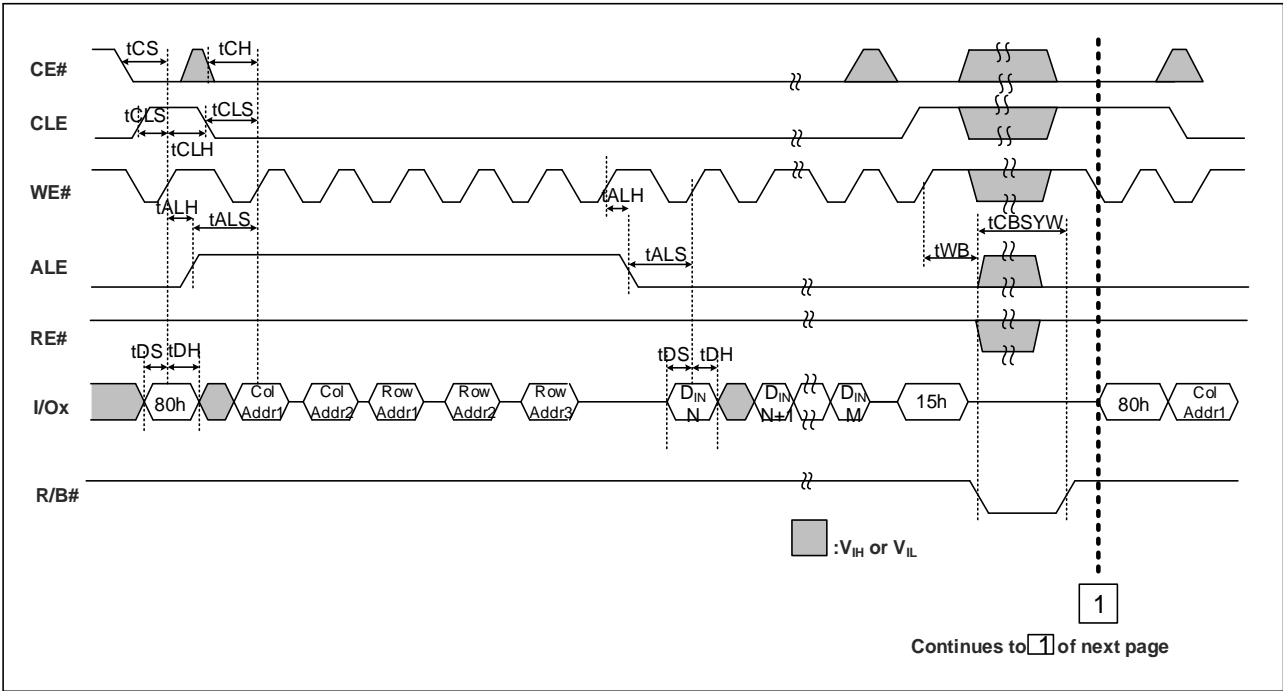 tCS
tCH
CE#
tCLS
tCLS
CLE
tCLH
WE#
tALH
tALS
tALH
tCBSYW
tWB
tALS
ALE
RE#
tDS
tDH
tDS
tDH
I/Ox
80h
Col
Addr1
Col
Addr2
Row
Addr1
Row
Addr2
Row
Addr3
DIN
N
DIN
N+1
DIN
M
15h
80h
Col
Addr1
R/B#
:VIH or VIL
1
Continues to 1 of next page